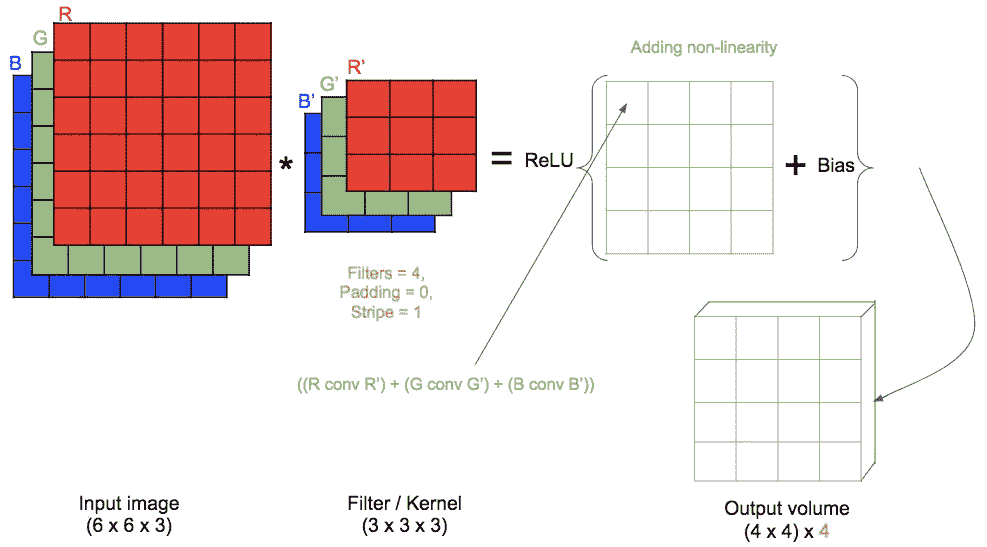 R
G
B
R'
G'
B'
*
=
ReLU
Adding non-linearity
+
Bias
Filters = 4,
Padding = 0,
Stripe = 1
((R conv R') + (G conv G') + (B conv B'))
Input image
(6 x 6 x 3)
Filter / Kernel
(3 x 3 x 3)
Output volume
(4 x 4) x 4